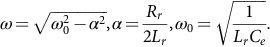 ω = √(ω₀² − α²), α = Rᵣ/(2Lᵣ), ω₀ = √(1/(LᵣCₑ)).